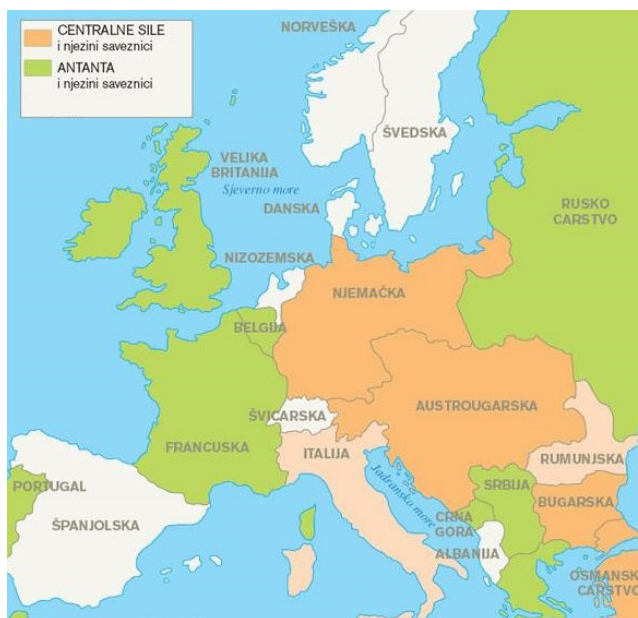 CENTRALNE SILE
i njezini saveznici
ANTANTA
i njezini saveznici
NORVEŠKA
ŠVEDSKA
VELIKA
BRITANIJA
Sjeverno more
DANSKA
RUSKO
CARSTVO
NIZOZEMSKA
NJEMAČKA
BELGIJA
ŠVICARSKA
AUSTROUGARSKA
FRANCUSKA
ITALIJA
RUMUNJSKA
Jadransko more
PORTUGAL
ŠPANJOLSKA
SRBIJA
BUGARSKA
CRNA
GORA
ALBANIJA
OSMANSK
CARSTVO